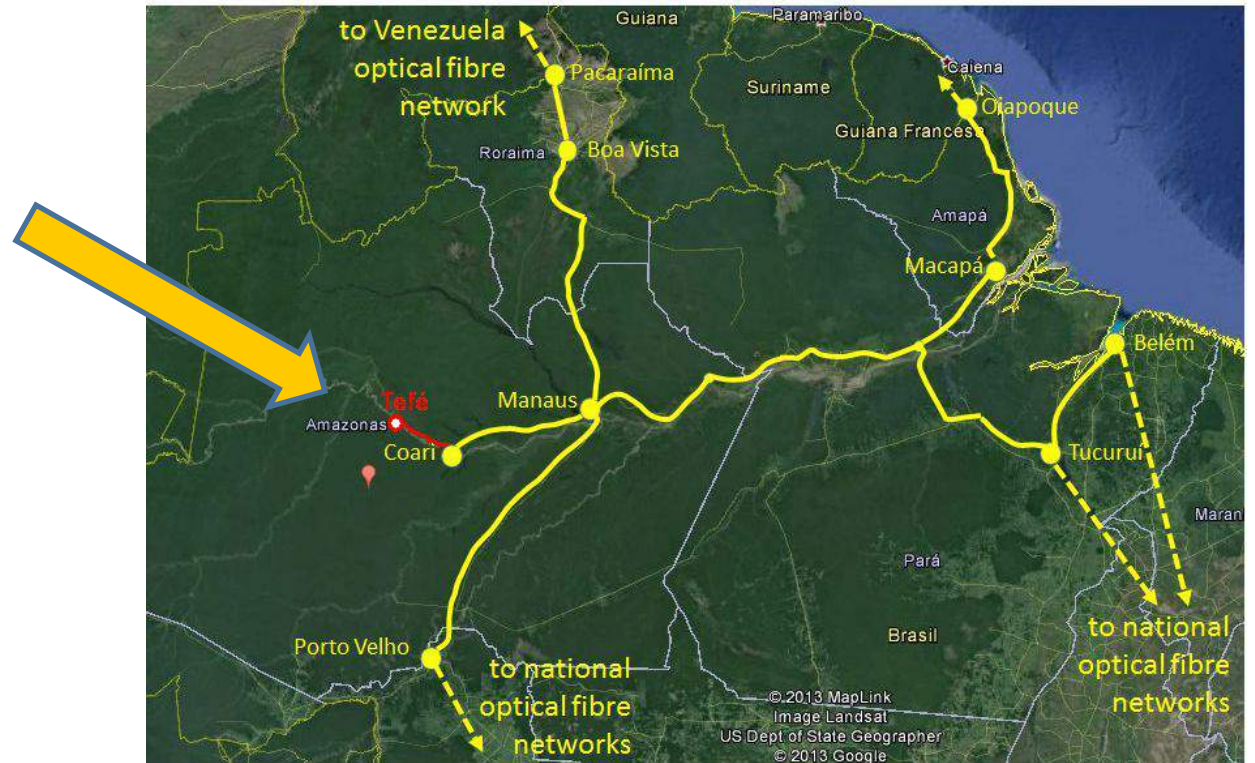 Guiana
Paramaribo
to Venezuela
optical fibre
network
Pacaraíma
Caiena
Suriname
Oiapoque
Guiana Francesa
Roraima
Boa Vista
Amapá
Macapá
Belém
Tefé
Manaus
Amazonas
Coari
Tucuruí
Maran
Pará
Brasil
Porto Velho
to national
optical fibre
networks
to national
optical fibre
networks
© 2013 MapLink
Image Landsat
US Dept of State Geographer
© 2013 Google